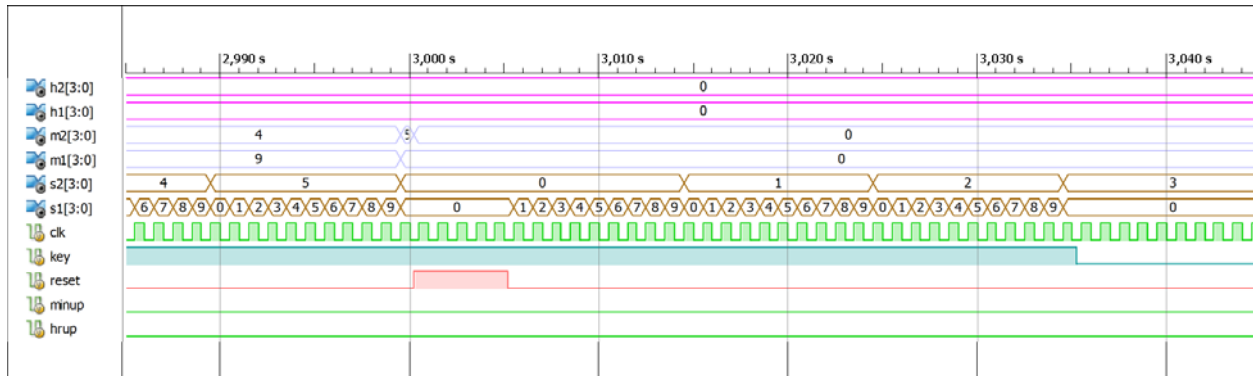 2,990 s 3,000 s 3,010 s 3,020 s 3,030 s 3,040 s
h2[3:0] 0
h1[3:0] 0
m2[3:0] 4 5 0
m1[3:0] 9 0
s2[3:0] 4 5 0 1 2 3
s1[3:0] 6 7 8 9 0 1 2 3 4 5 6 7 8 9 0 1 2 3 4 5 6 7 8 9 0 1 2 3 4 5 6 7 8 9 0 1 2 3 4 5 6 7 8 9 0
clk
key
reset
minup
hrup